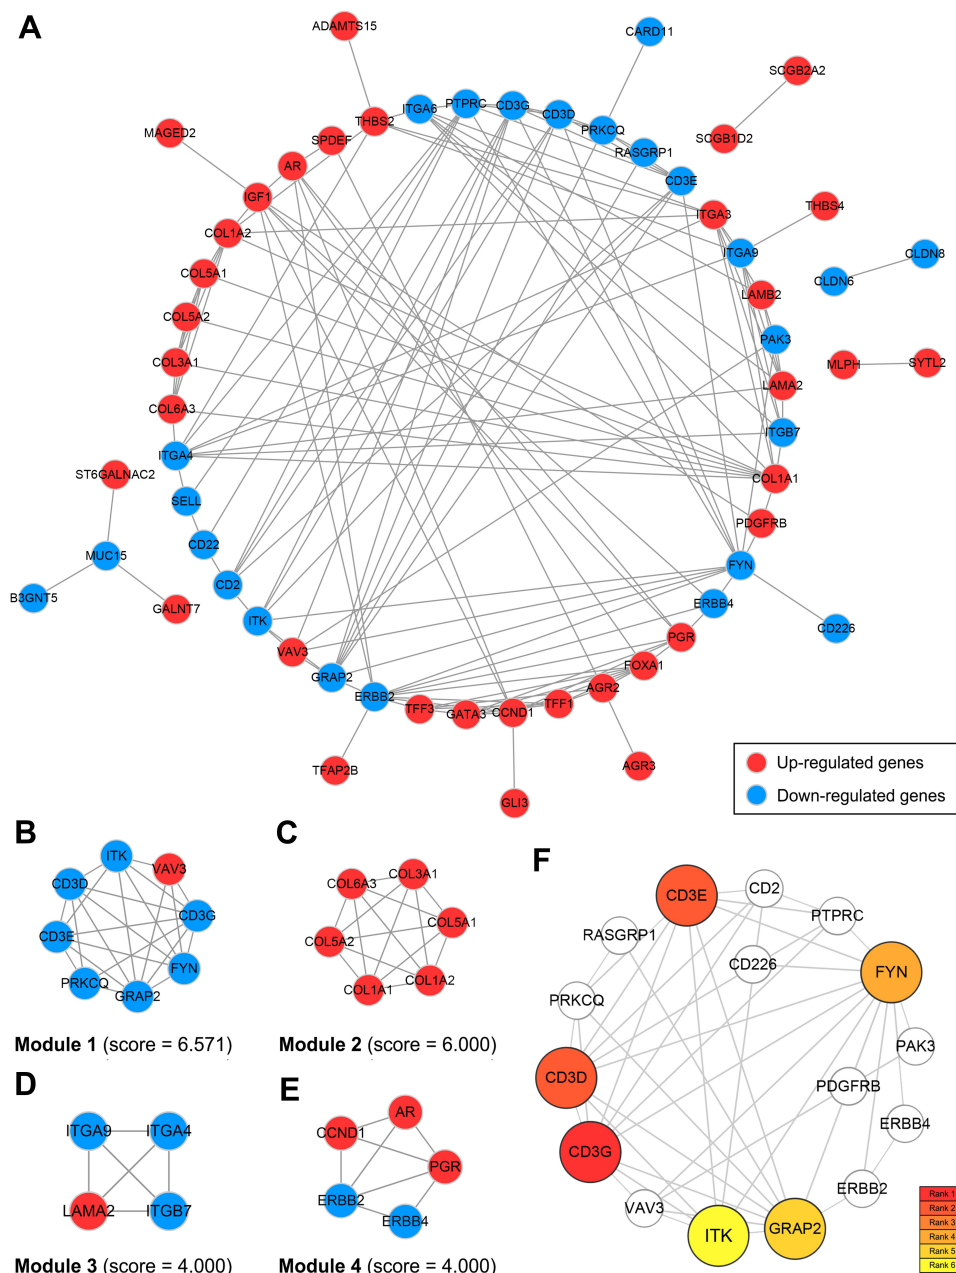 A
ADAMTS15
CARD11
SCGB2A2
SCGB1D2
MAGED2
THBS2
ITGA6
PTPRC
CD3G
CD3D
PRKCQ
RASGRP1
CD3E
SPDEF
AR
IGF1
COL1A2
COL5A1
COL5A2
COL3A1
COL6A3
ITGA4
SELL
CD22
CD2
ITK
VAV3
GRAP2
ERBB2
TFF3
GATA3
CCND1
TFF1
AGR2
FOXA1
PGR
ERBB4
FYN
PDGFRB
COL1A1
ITGB7
LAMA2
PAK3
LAMB2
ITGA9
ITGA3
THBS4
CLDN8
CLDN6
MLPH
SYTL2
ST6GALNAC2
MUC15
B3GNT5
GALNT7
CD226
TFAP2B
GLI3
AGR3
Up-regulated genes
Down-regulated genes
B
ITK
VAV3
CD3D
CD3G
CD3E
FYN
PRKCQ
GRAP2
Module 1 (score = 6.571)
C
COL3A1
COL6A3
COL5A1
COL5A2
COL1A2
COL1A1
Module 2 (score = 6.000)
D
ITGA9
ITGA4
LAMA2
ITGB7
Module 3 (score = 4.000)
E
AR
CCND1
PGR
ERBB2
ERBB4
Module 4 (score = 4.000)
F
CD3E
CD2
PTPRC
RASGRP1
CD226
FYN
PRKCQ
PAK3
CD3D
PDGFRB
ERBB4
CD3G
ERBB2
VAV3
ITK
GRAP2
Rank 1
Rank 2
Rank 3
Rank 4
Rank 5
Rank 6